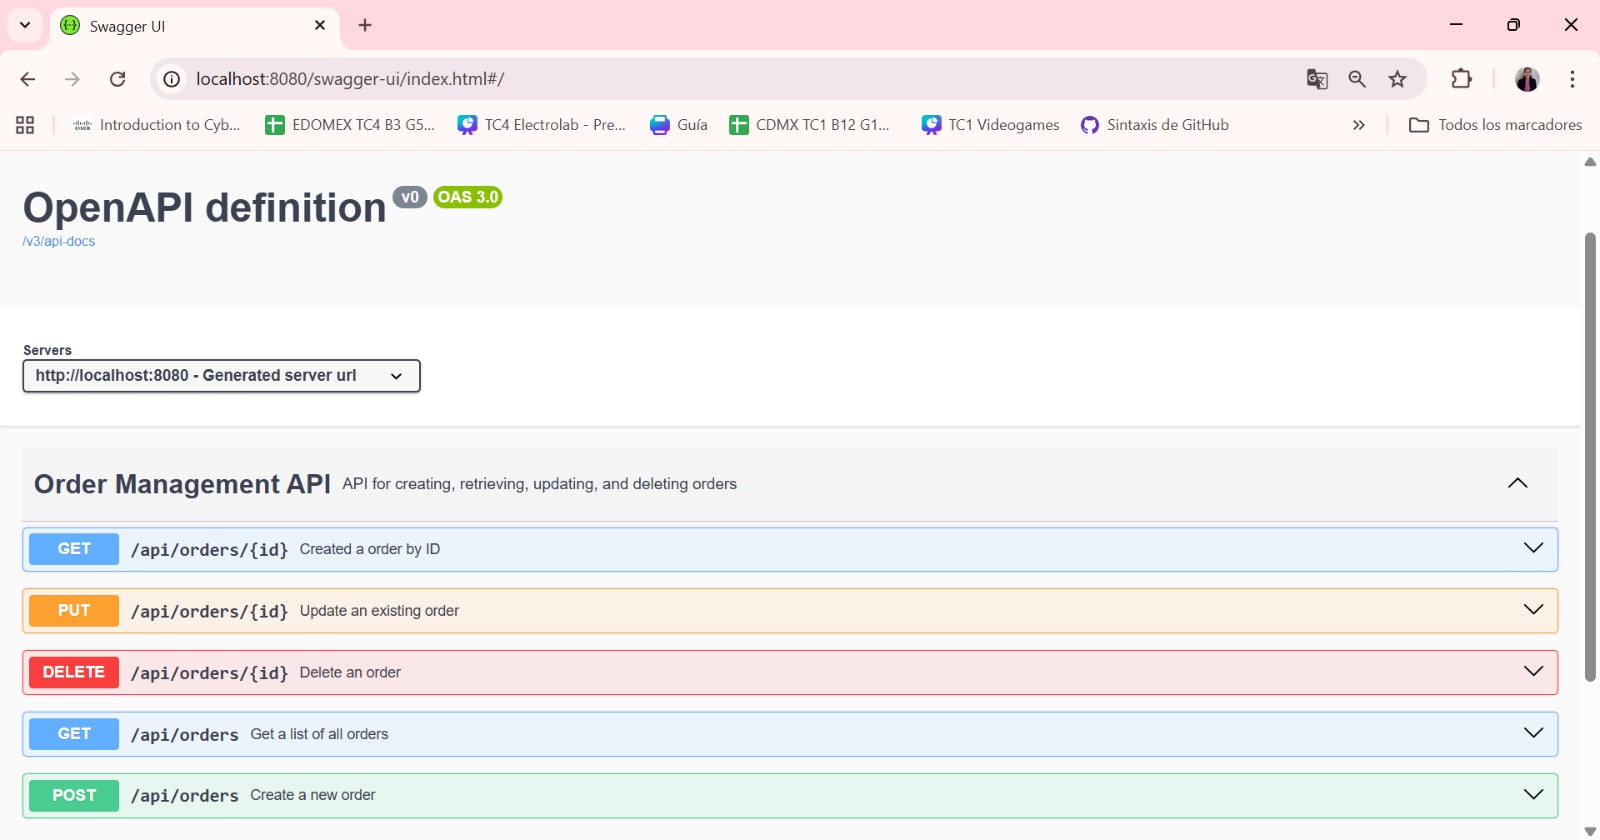 Swagger UI
localhost:8080/swagger-ui/index.html#/
Introduction to Cyb... EDOMEX TC4 B3 G5... TC4 Electrolab - Pre... Guía CDMX TC1 B12 G1... TC1 Videogames Sintaxis de GitHub » Todos los marcadores
OpenAPI definition v0 OAS 3.0
/v3/api-docs
Servers
http://localhost:8080 - Generated server url
Order Management API API for creating, retrieving, updating, and deleting orders
GET /api/orders/{id} Created a order by ID
PUT /api/orders/{id} Update an existing order
DELETE /api/orders/{id} Delete an order
GET /api/orders Get a list of all orders
POST /api/orders Create a new order